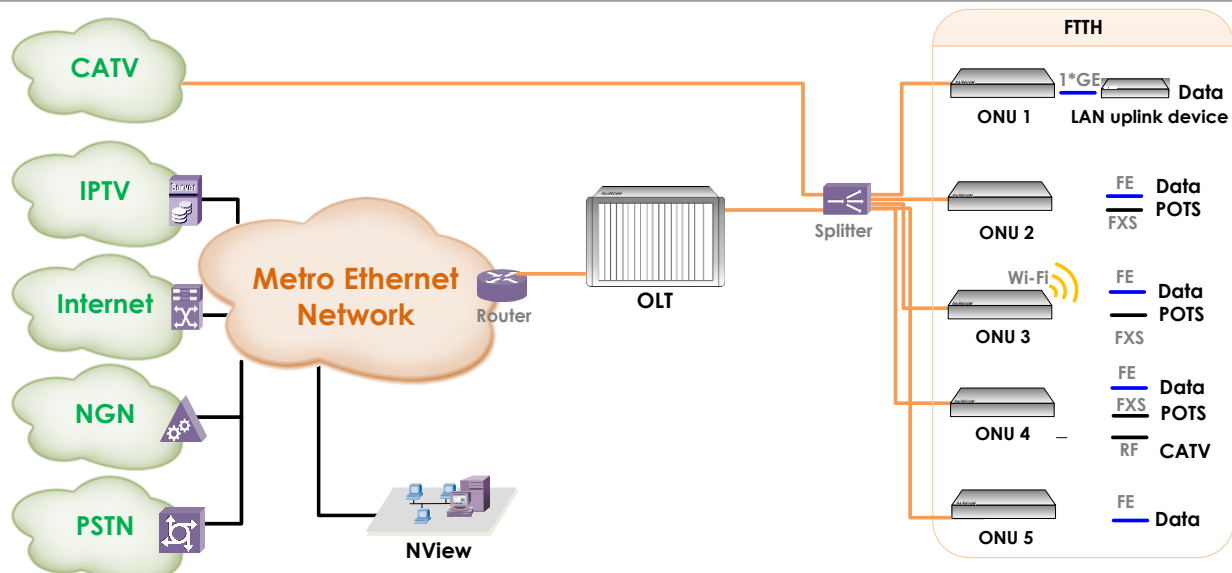 FTTH
CATV
1*GE
Data
ONU 1
LAN uplink device
IPTV
Server
FE
Data
POTS
FXS
ONU 2
Splitter
Metro Ethernet
Network
Internet
Router
OLT
Wi-Fi
FE
Data
POTS
FXS
ONU 3
NGN
FE
Data
FXS
POTS
ONU 4
RF
CATV
PSTN
NView
FE
Data
ONU 5